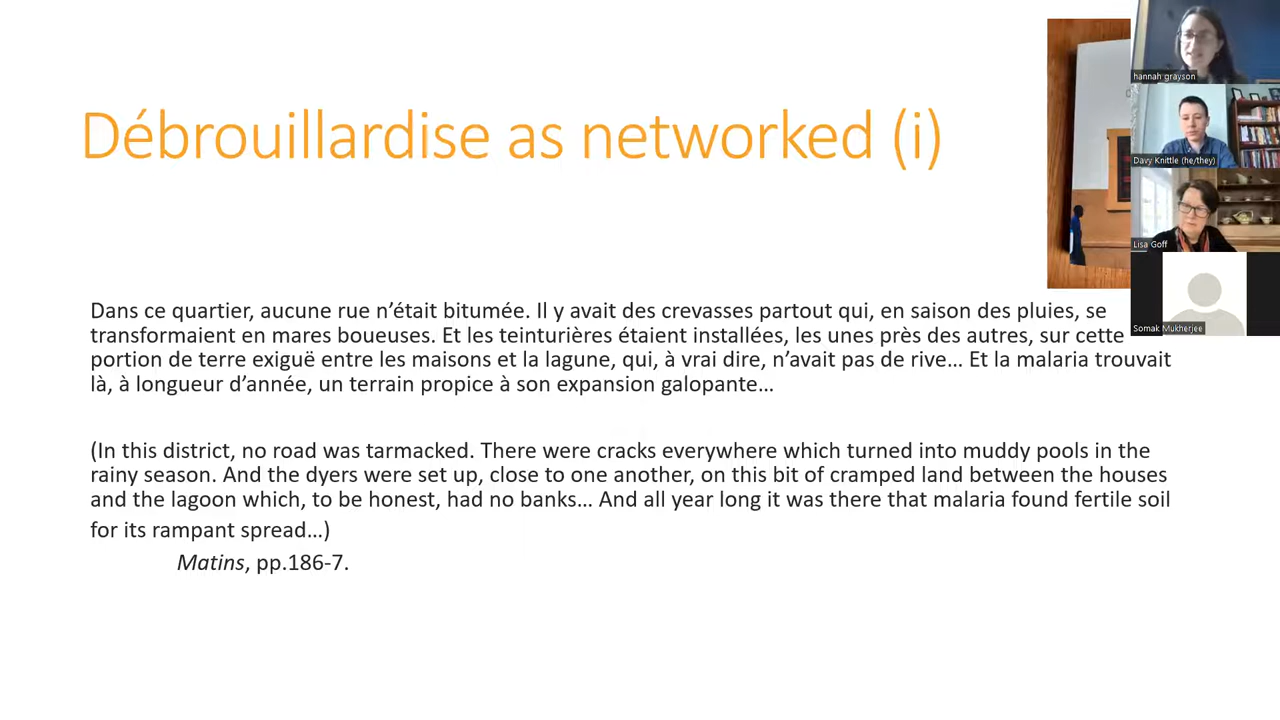 Débrouillardise as networked (i)
hannah grayson
Davy Knittle (he/they)
Lisa Goff
Somak Mukherjee
Dans ce quartier, aucune rue n’était bitumée. Il y avait des crevasses partout qui, en saison des pluies, se
transformaient en mares boueuses. Et les teinturières étaient installées, les unes près des autres, sur cette
portion de terre exiguë entre les maisons et la lagune, qui, à vrai dire, n’avait pas de rive… Et la malaria trouvait
là, à longueur d’année, un terrain propice à son expansion galopante…
(In this district, no road was tarmacked. There were cracks everywhere which turned into muddy pools in the
rainy season. And the dyers were set up, close to one another, on this bit of cramped land between the houses
and the lagoon which, to be honest, had no banks… And all year long it was there that malaria found fertile soil
for its rampant spread…)
Matins, pp.186-7.